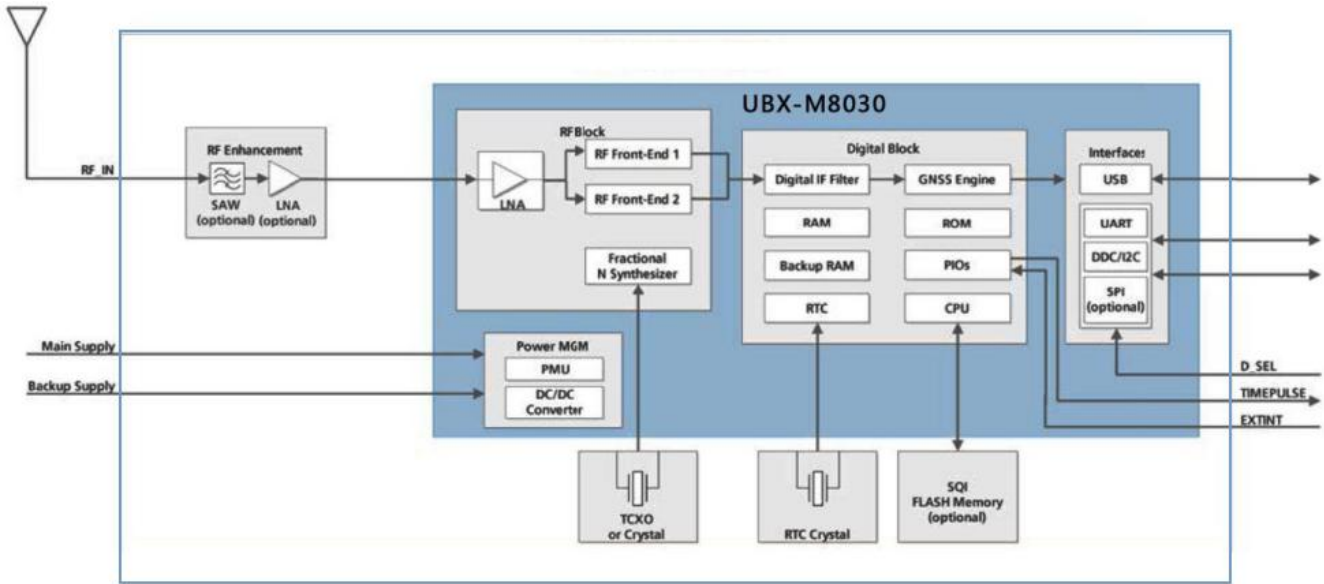 UBX-M8030
RF Block
RF Enhancement
RF_IN
SAW
(optional)
LNA
(optional)
LNA
RF Front-End 1
RF Front-End 2
Fractional
N Synthesizer
Digital Block
Digital IF Filter
GNSS Engine
RAM
ROM
Backup RAM
PIOs
RTC
CPU
Interfaces
USB
UART
DDC/I2C
SPI
(optional)
Main Supply
Backup Supply
Power MGM
PMU
DC/DC
Converter
D_SEL
TIMEPULSE
EXTINT
TCXO
or Crystal
RTC Crystal
SQI
FLASH Memory
(optional)